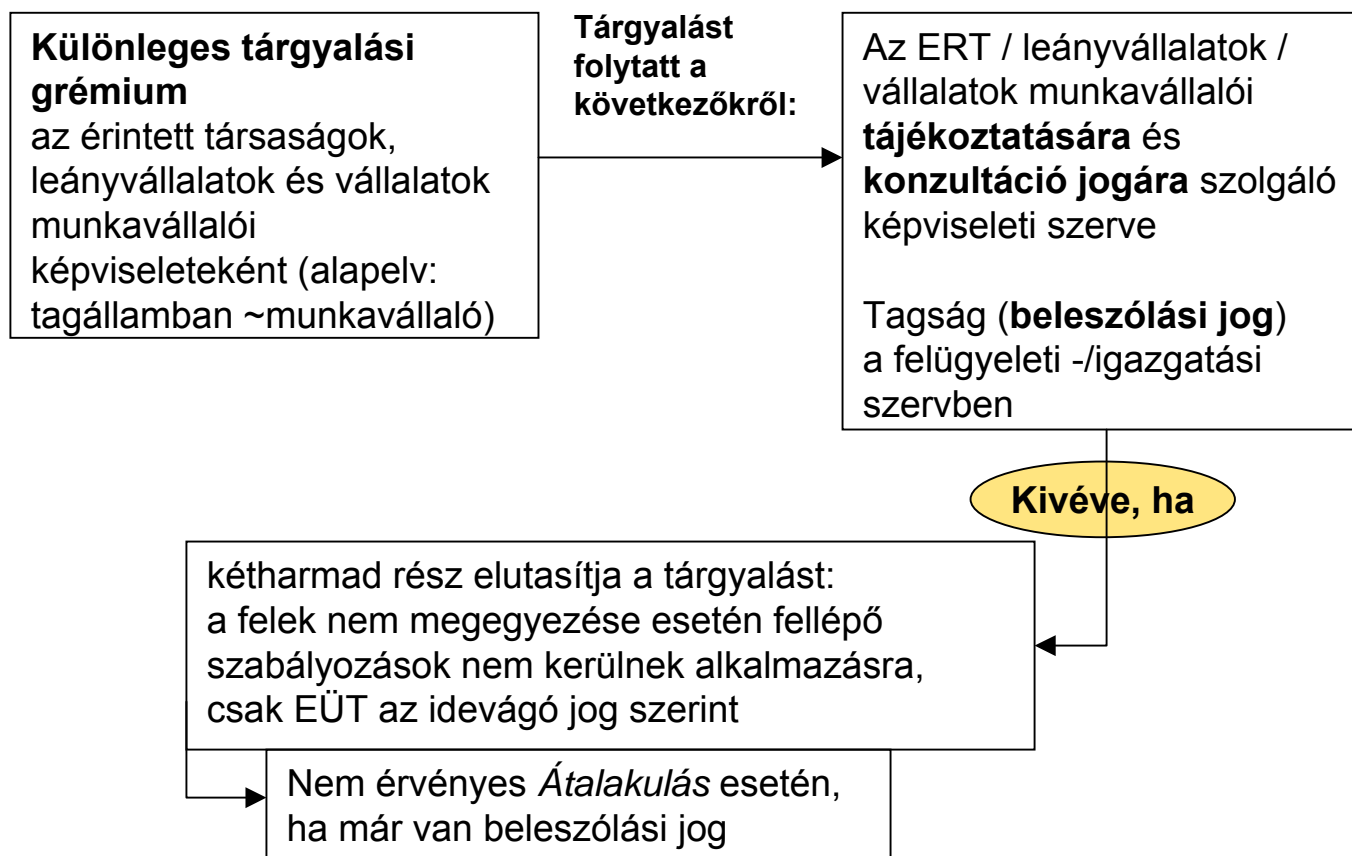 Különleges tárgyalási
grémium
az érintett társaságok,
leányvállalatok és vállalatok
munkavállalói
képviseleteként (alapelv:
tagállamban ~munkavállaló)
Tárgyalást
folytatt a
következőkről:
Az ERT / leányvállalatok /
vállalatok munkavállalói
tájékoztatására és
konzultáció jogára szolgáló
képviseleti szerve
Tagság (beleszólási jog)
a felügyeleti -/igazgatási
szervben
Kivéve, ha
kétharmad rész elutasítja a tárgyalást:
a felek nem megegyezése esetén fellépő
szabályozások nem kerülnek alkalmazásra,
csak EÜT az idevágó jog szerint
Nem érvényes Átalakulás esetén,
ha már van beleszólási jog